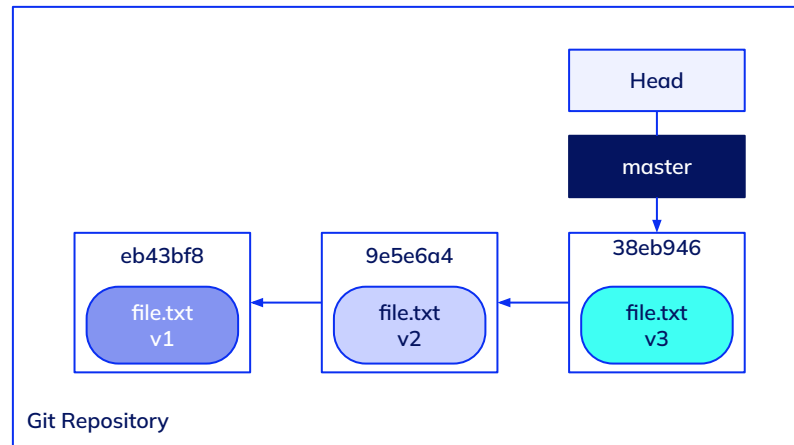 Head
master
eb43bf8
9e5e6a4
38eb946
file.txt
v1
file.txt
v2
file.txt
v3
Git Repository